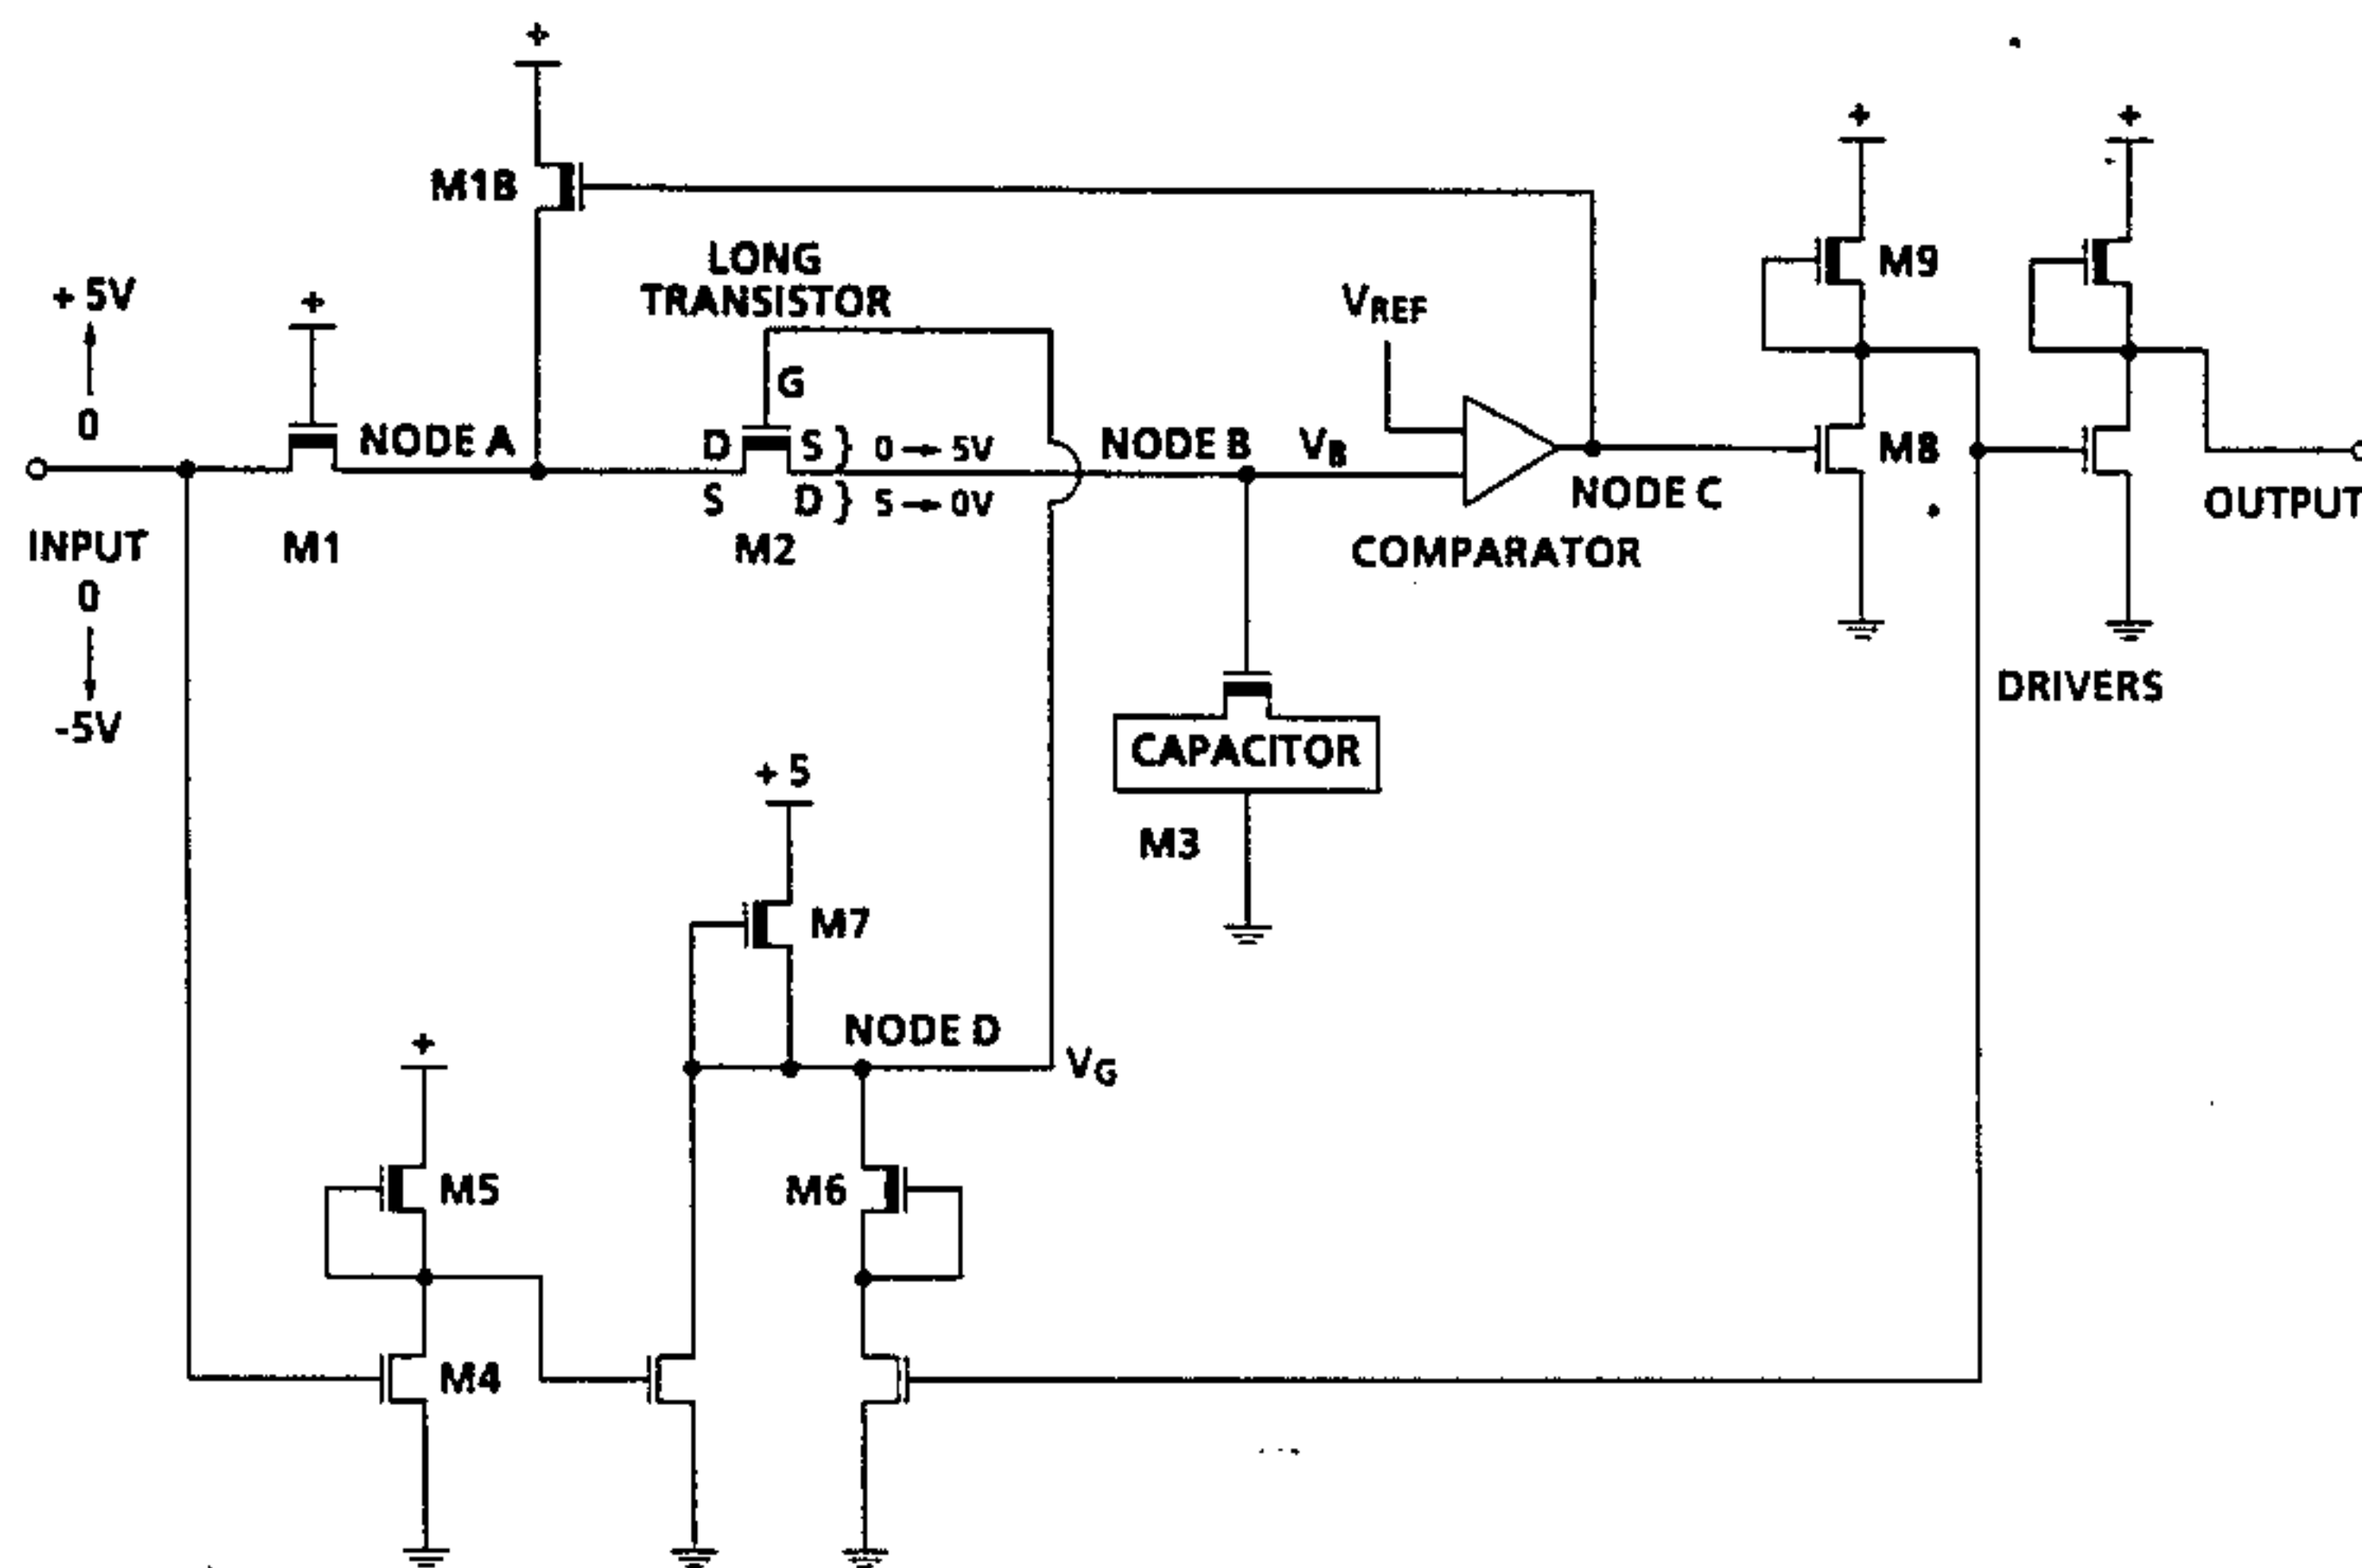 +
M1B
+
+
LONG
TRANSISTOR
M9
+ 5V
+
VREF
0
G
NODE A
D
S } 0 → 5V
NODE B
VB
M8
S
D } 5 → 0V
NODE C
OUTPUT
INPUT
M1
M2
COMPARATOR
0
DRIVERS
-5V
CAPACITOR
+ 5
M3
M7
NODE D
+
VG
M5
M6
M4